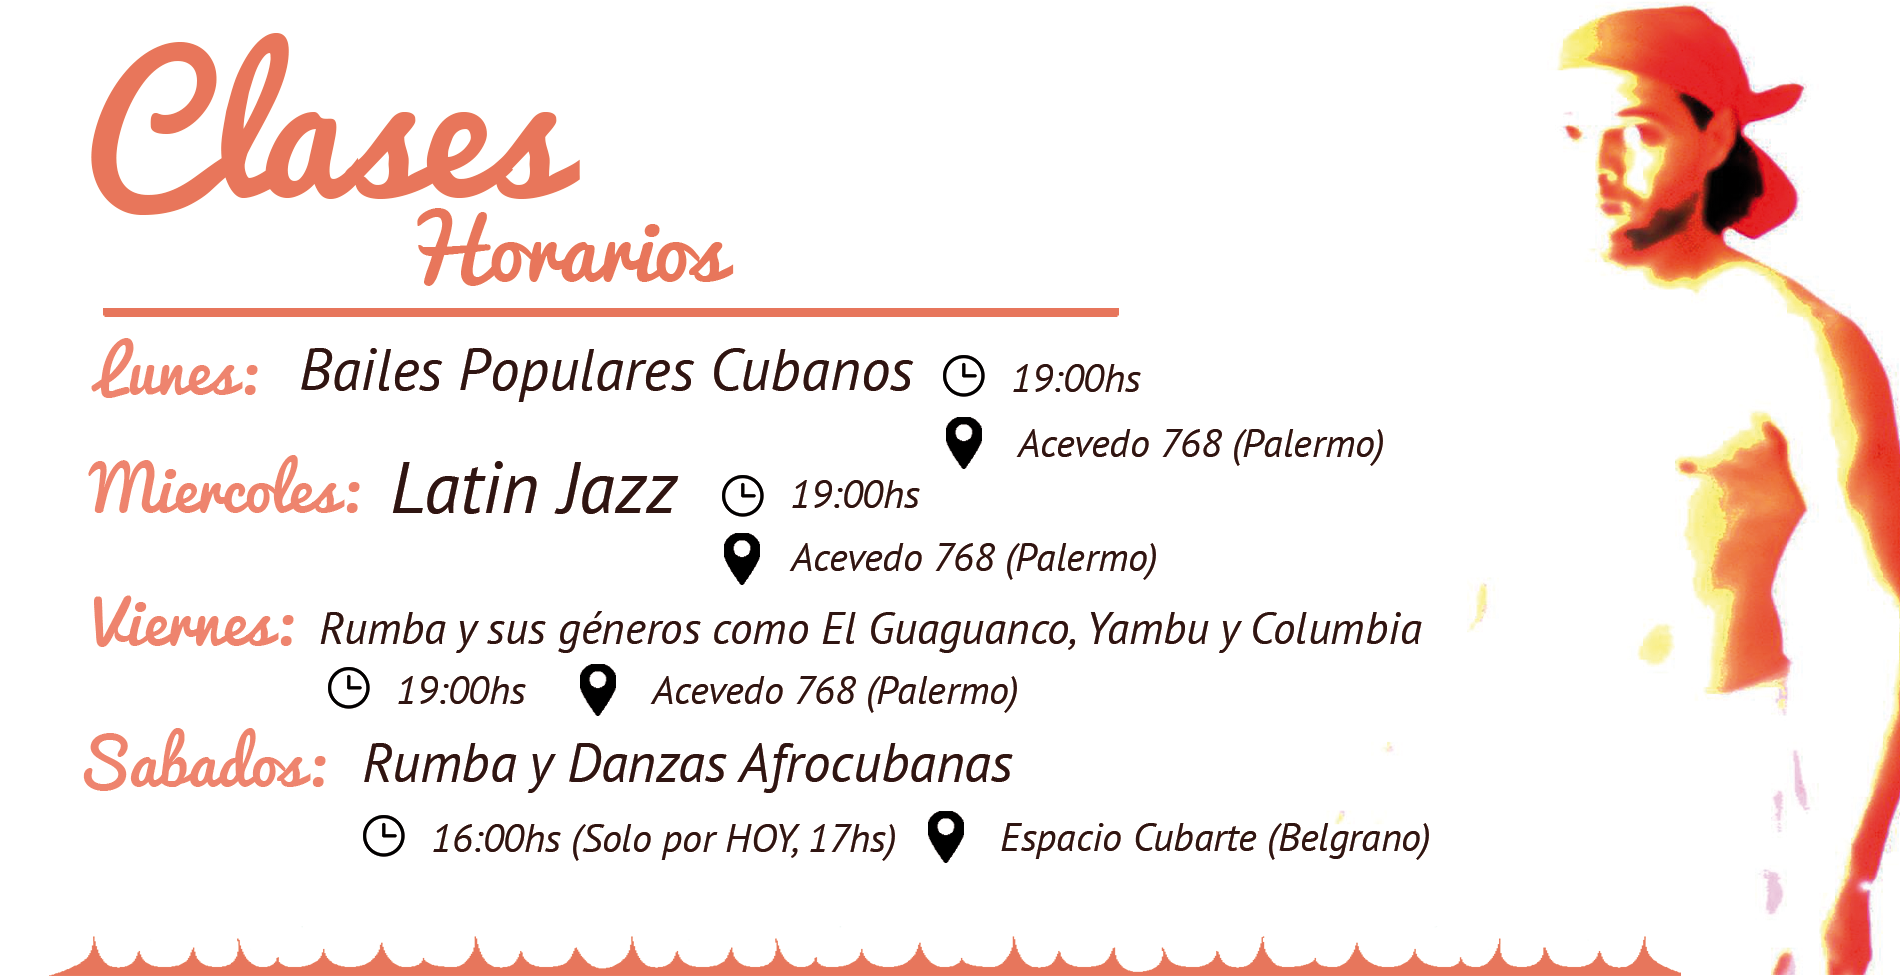 Clases
Horarios
Lunes: Bailes Populares Cubanos 19:00hs
Acevedo 768 (Palermo)
Miercoles: Latin Jazz 19:00hs
Acevedo 768 (Palermo)
Viernes: Rumba y sus géneros como El Guaguanco, Yambu y Columbia
19:00hs Acevedo 768 (Palermo)
Sabados: Rumba y Danzas Afrocubanas
16:00hs (Solo por HOY, 17hs) Espacio Cubarte (Belgrano)